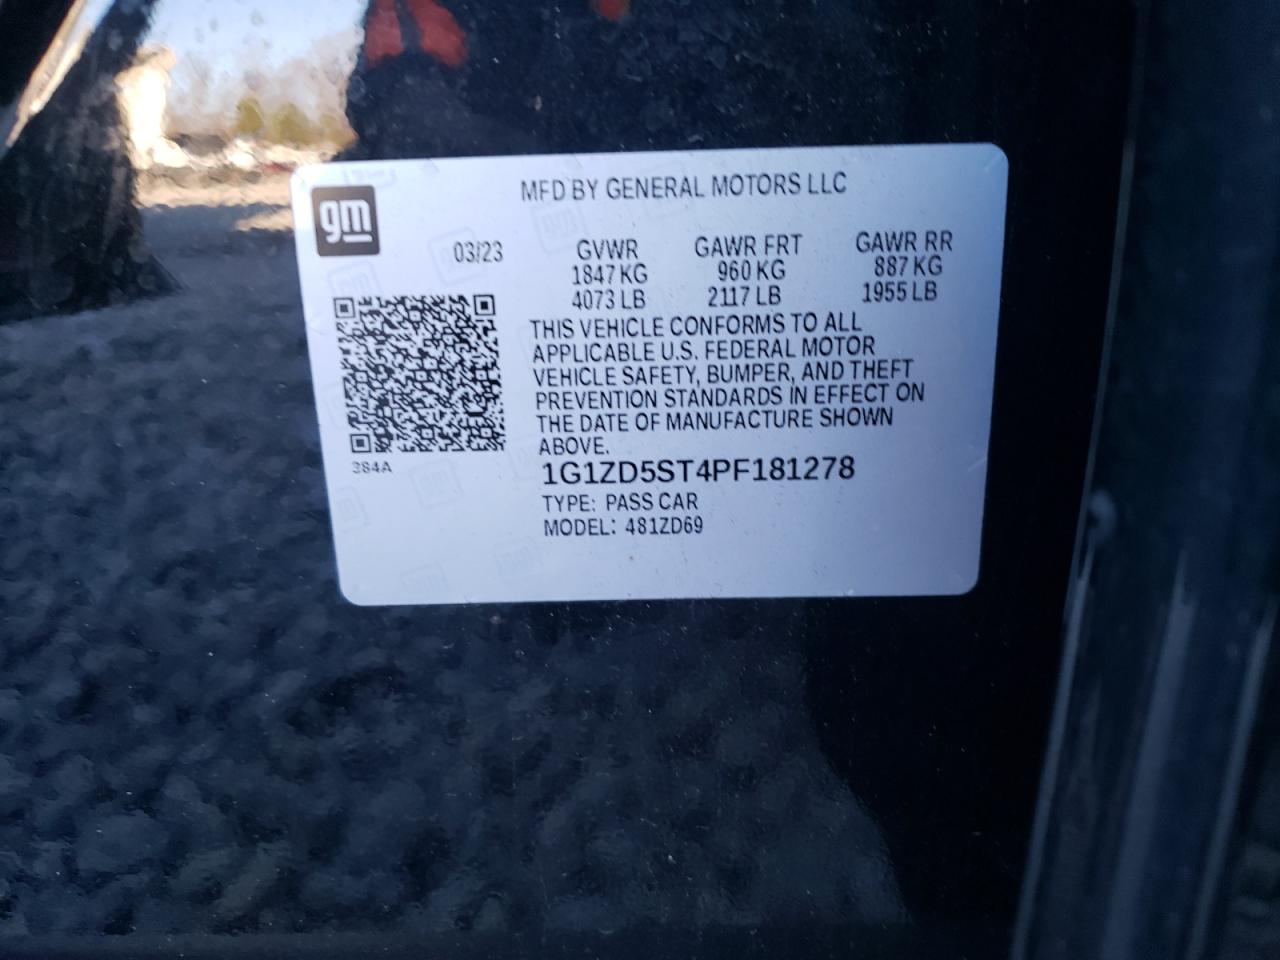 MFD BY GENERAL MOTORS LLC
gm
03/23 GVWR GAWR FRT GAWR RR
1847 KG 960 KG 887 KG
4073 LB 2117 LB 1955 LB
THIS VEHICLE CONFORMS TO ALL
APPLICABLE U.S. FEDERAL MOTOR
VEHICLE SAFETY, BUMPER, AND THEFT
PREVENTION STANDARDS IN EFFECT ON
THE DATE OF MANUFACTURE SHOWN
ABOVE.
384A
1G1ZD5ST4PF181278
TYPE: PASS CAR
MODEL: 481ZD69